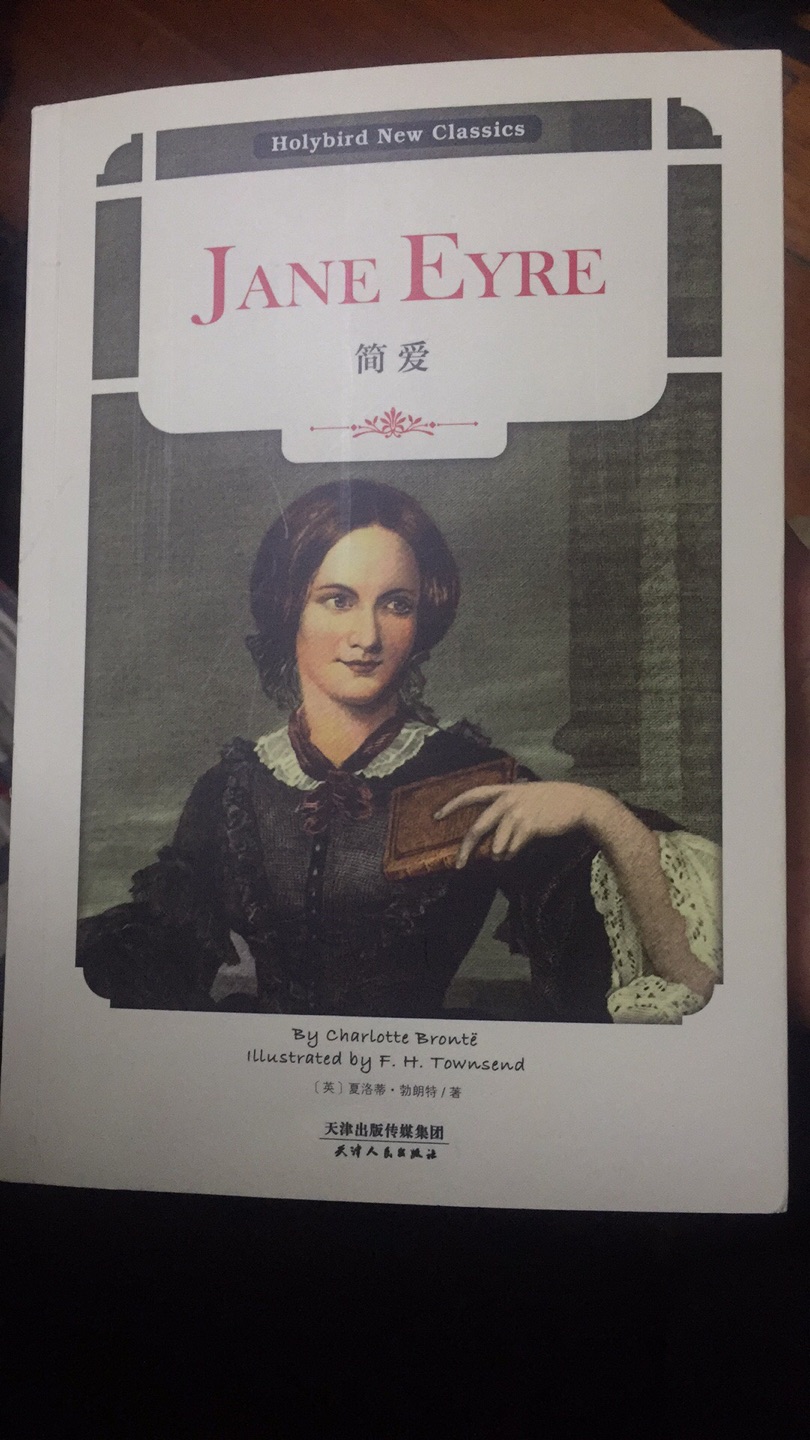 Holybird New Classics
JANE EYRE
简爱
By Charlotte Brontë
Illustrated by F. H. Townsend
〔英〕夏洛蒂·勃朗特/著
天津出版传媒集团
天津人民出版社